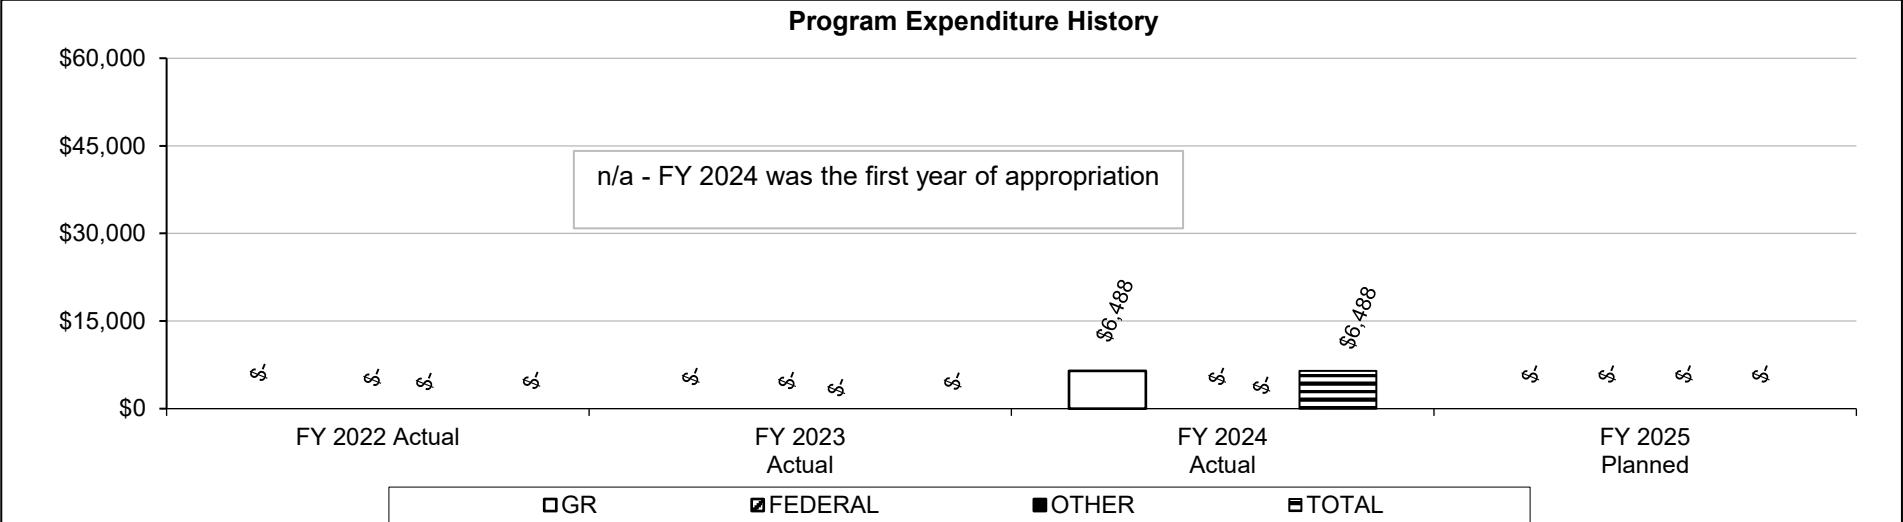 Program Expenditure History
$60,000
$45,000
$30,000
$15,000
$0
n/a - FY 2024 was the first year of appropriation
$- $- $- $- $- $- $- $- $6,488 $- $- $6,488 $- $- $- $-
FY 2022 Actual FY 2023 FY 2024 FY 2025
Actual Actual Planned
GR FEDERAL OTHER TOTAL